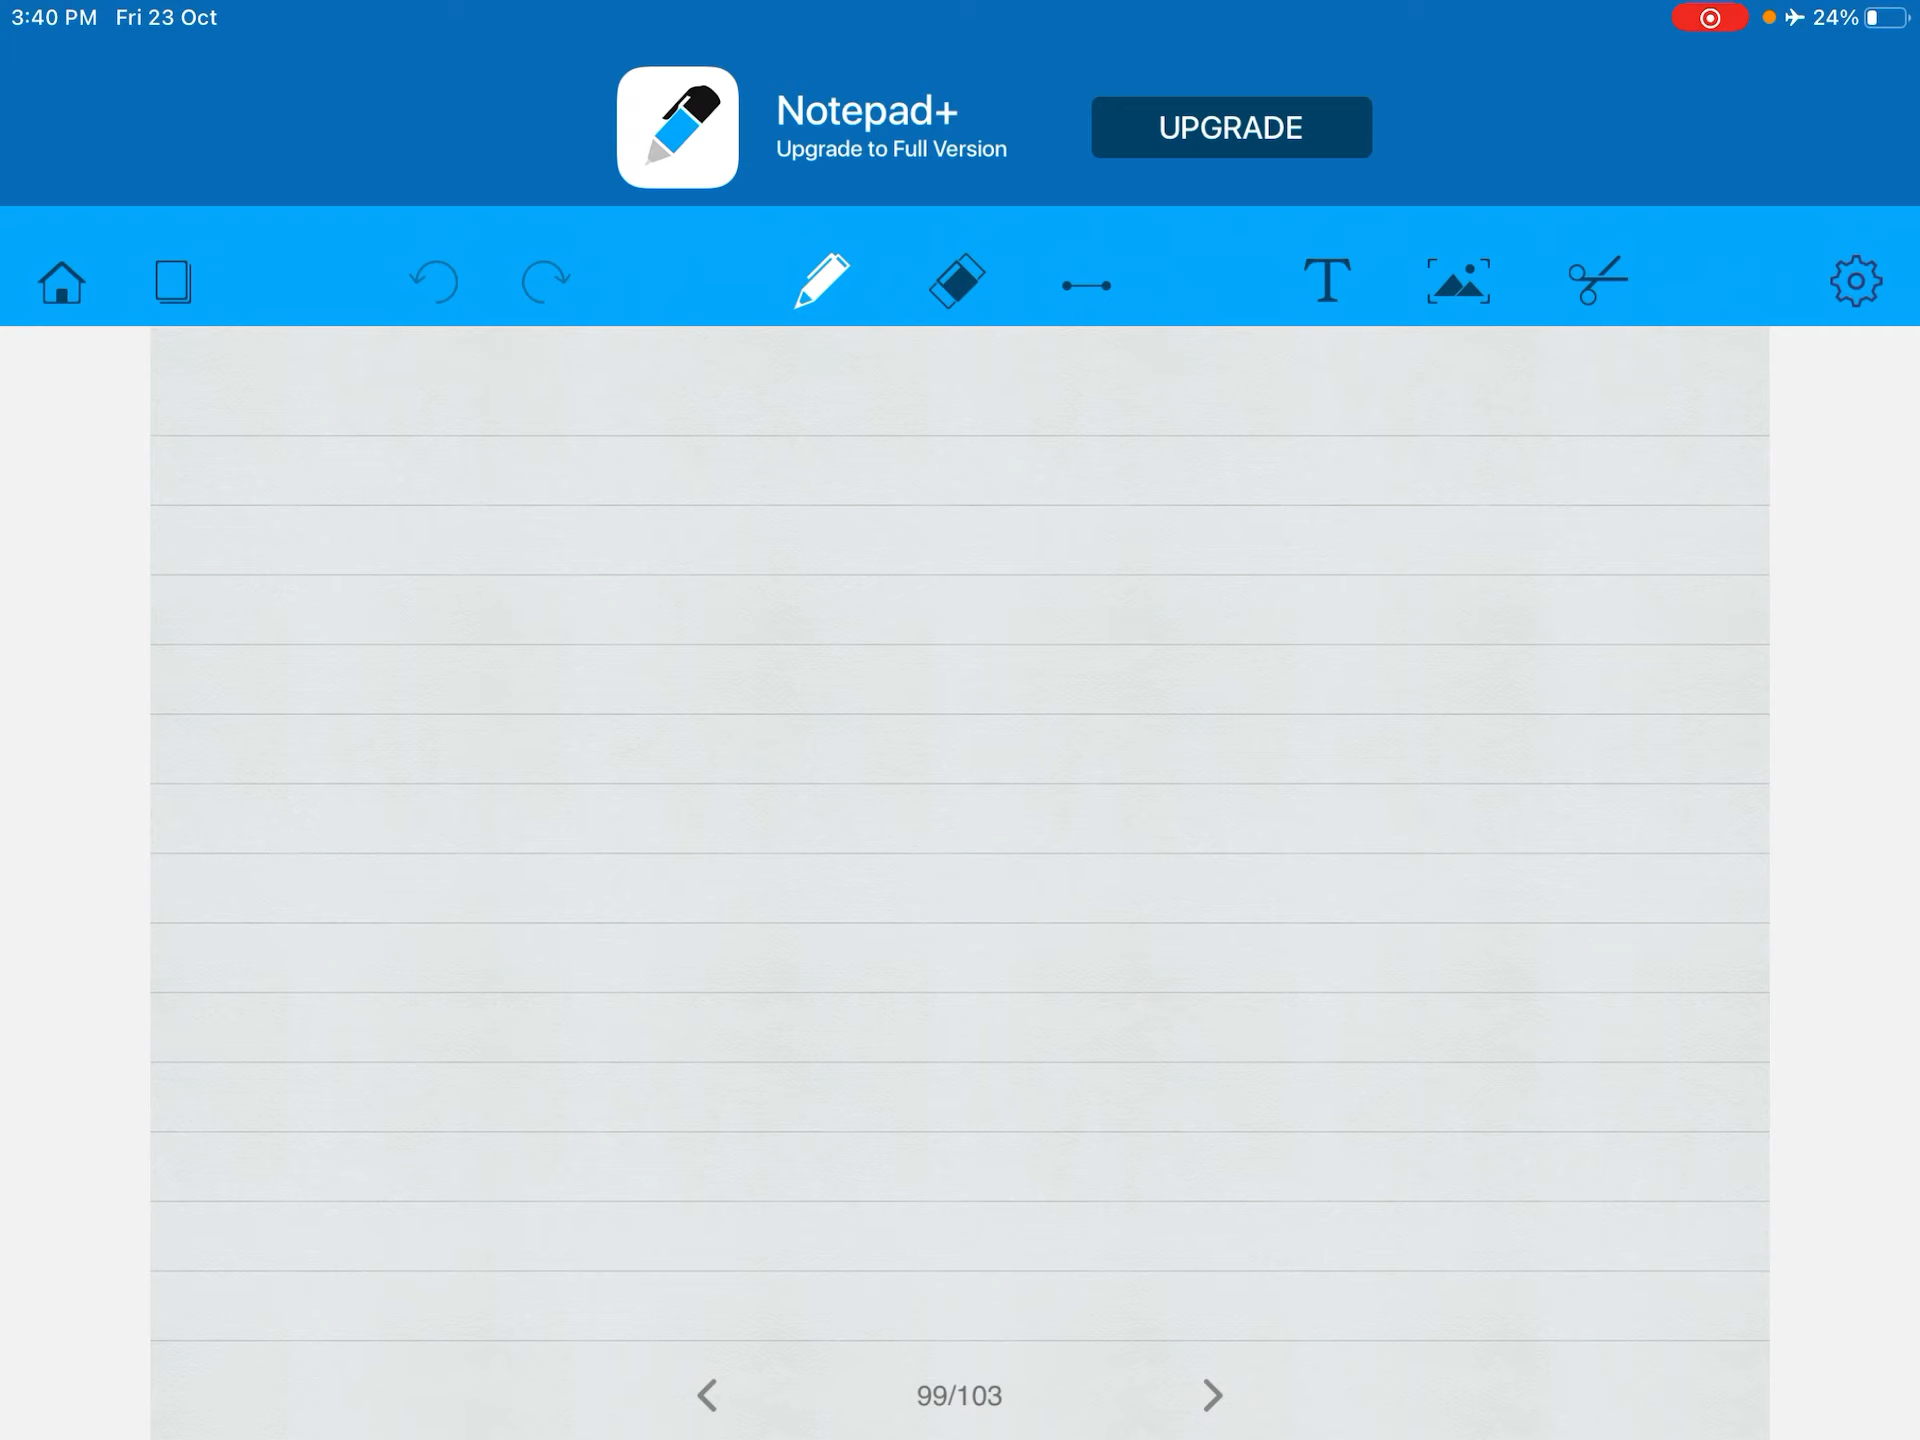 3:40 PM Fri 23 Oct 24%
Notepad+
Upgrade to Full Version
UPGRADE
T
99/103